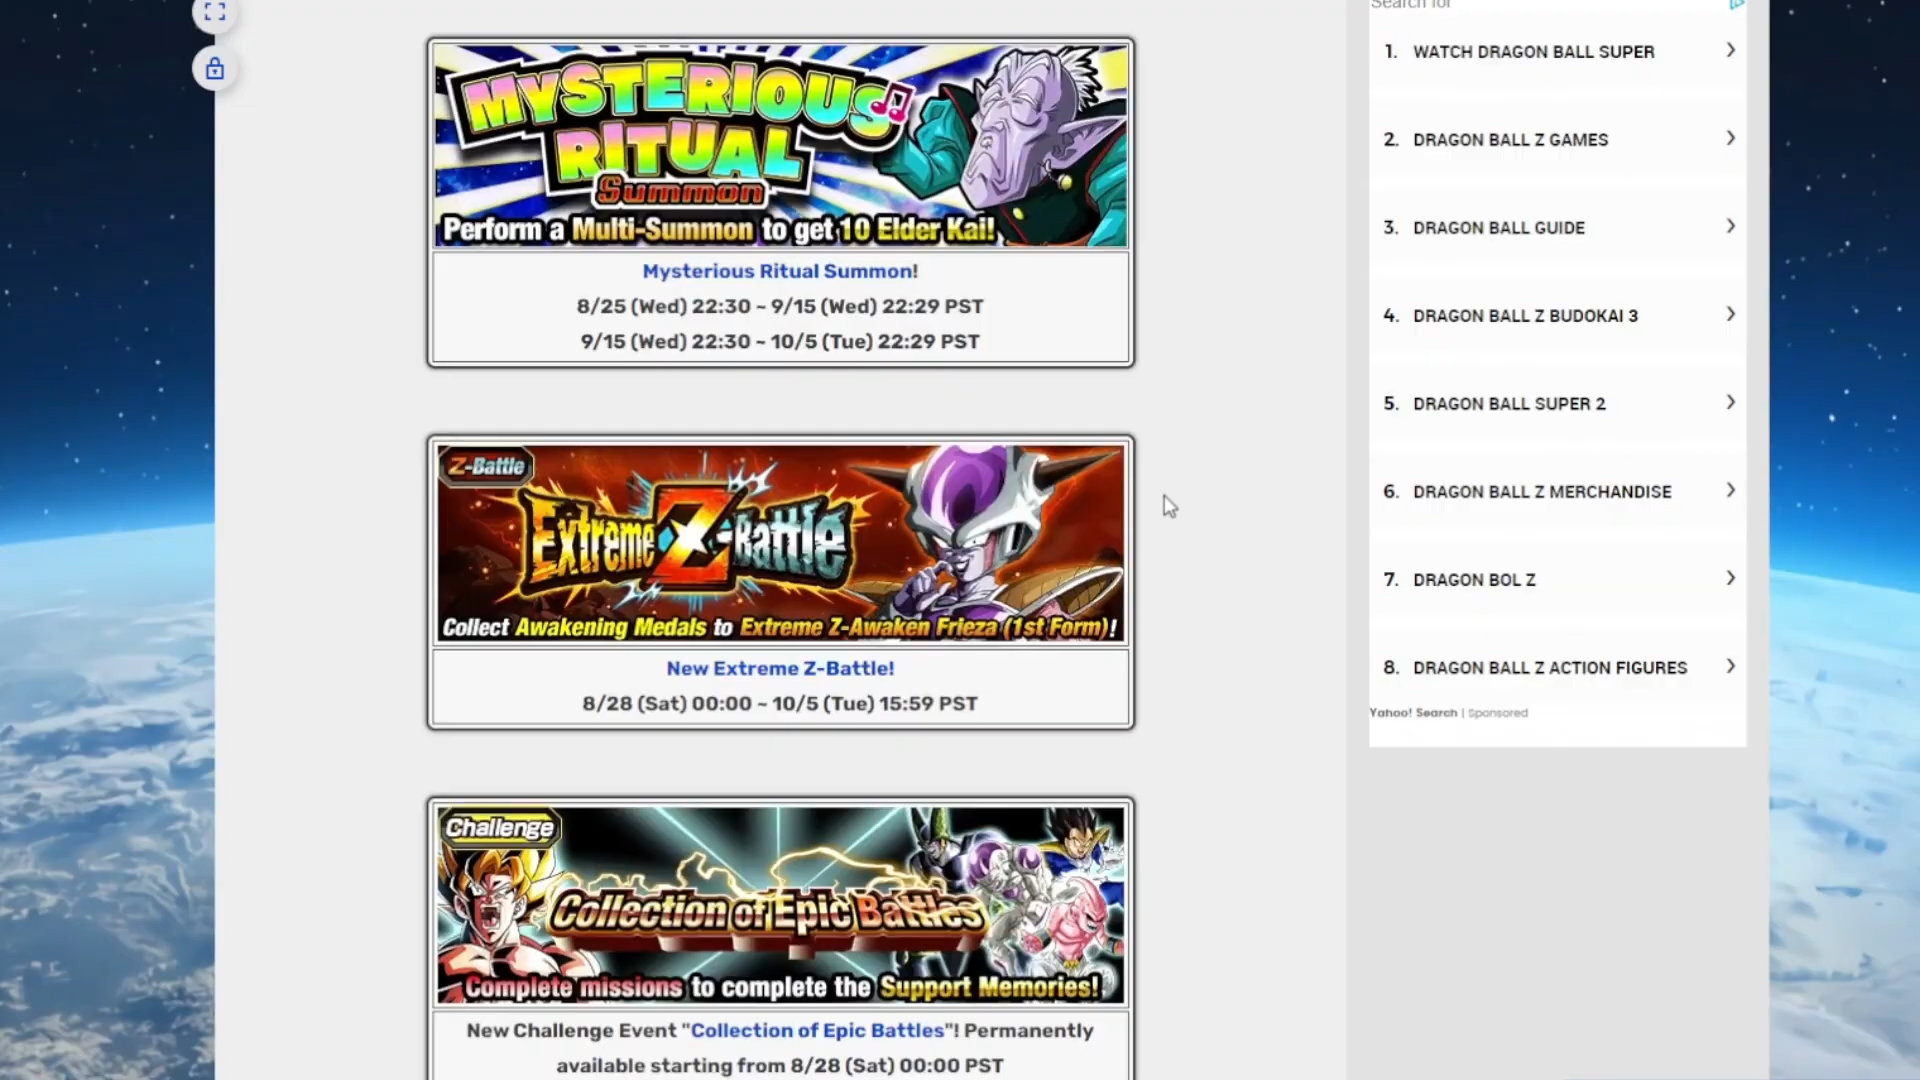 MYSTERIOUS
RITUAL
Summon
Perform a Multi-Summon to get 10 Elder Kai!
Mysterious Ritual Summon!
8/25 (Wed) 22:30 ~ 9/15 (Wed) 22:29 PST
9/15 (Wed) 22:30 ~ 10/5 (Tue) 22:29 PST
Z-Battle
Extreme Z-Battle
Collect Awakening Medals to Extreme Z-Awaken Frieza (1st Form)!
New Extreme Z-Battle!
8/28 (Sat) 00:00 ~ 10/5 (Tue) 15:59 PST
Challenge
Collection of Epic Battles
Complete missions to complete the Support Memories!
New Challenge Event "Collection of Epic Battles"! Permanently
available starting from 8/28 (Sat) 00:00 PST
Search for
1. WATCH DRAGON BALL SUPER
2. DRAGON BALL Z GAMES
3. DRAGON BALL GUIDE
4. DRAGON BALL Z BUDOKAI 3
5. DRAGON BALL SUPER 2
6. DRAGON BALL Z MERCHANDISE
7. DRAGON BOL Z
8. DRAGON BALL Z ACTION FIGURES
Yahoo! Search | Sponsored